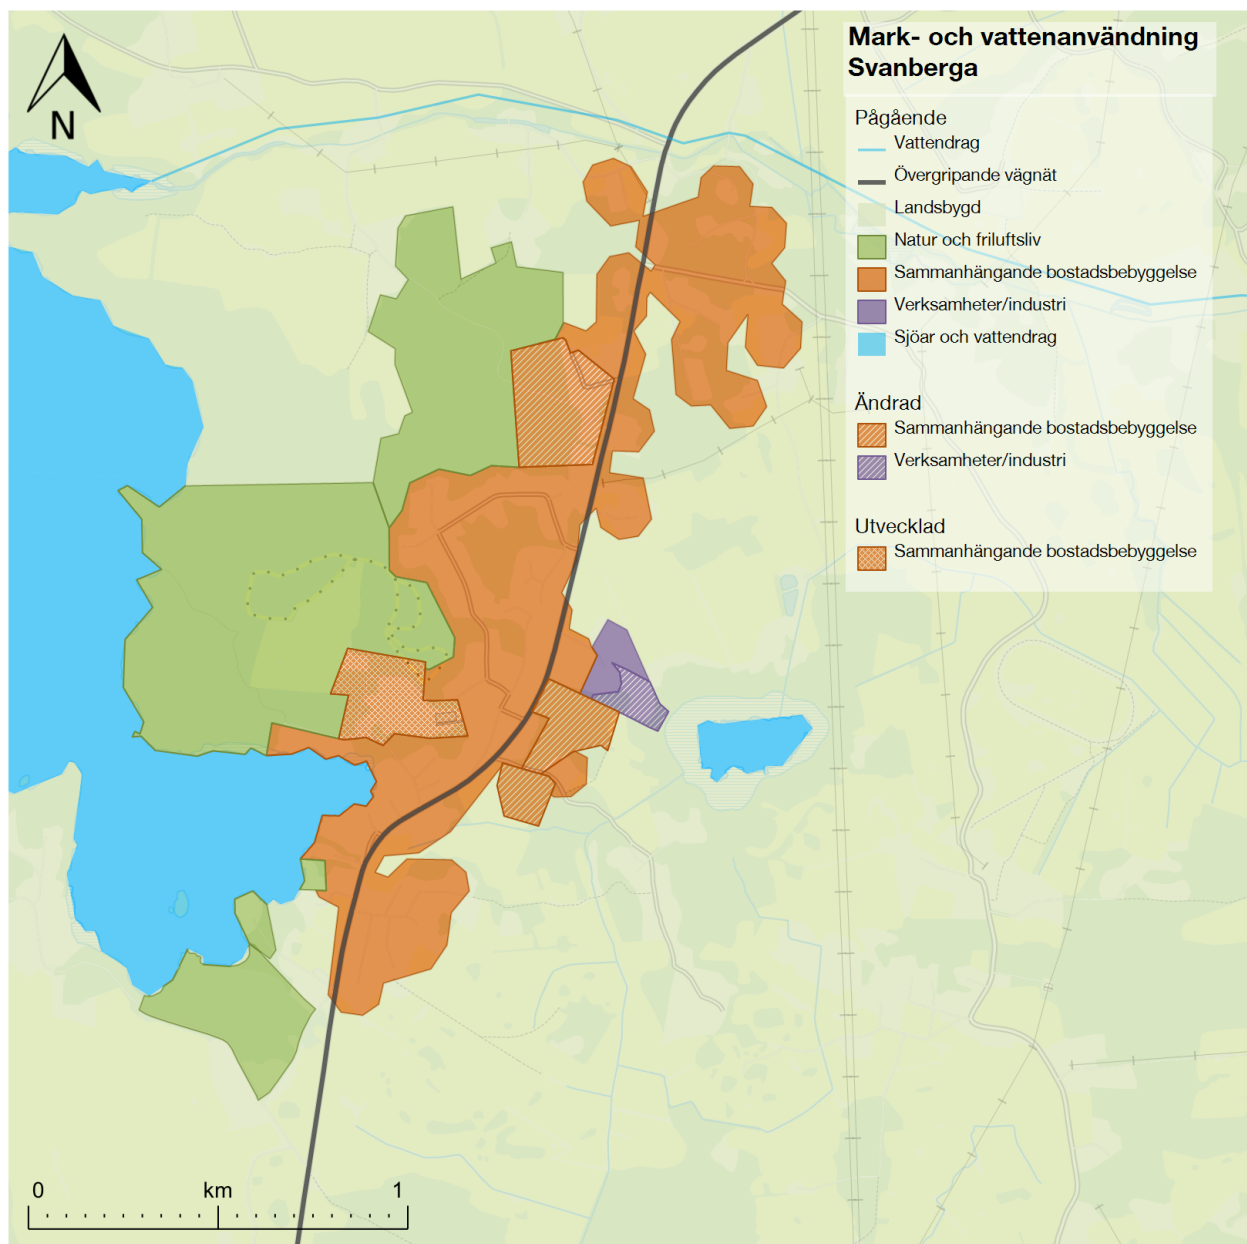 Mark- och vattenanvändning
Svanberga
Pågående
Vattendrag
Övergripande vägnät
Landsbygd
Natur och friluftsliv
Sammanhängande bostadsbebyggelse
Verksamheter/industri
Sjöar och vattendrag
Ändrad
Sammanhängande bostadsbebyggelse
Verksamheter/industri
Utvecklad
Sammanhängande bostadsbebyggelse
N
0 km 1